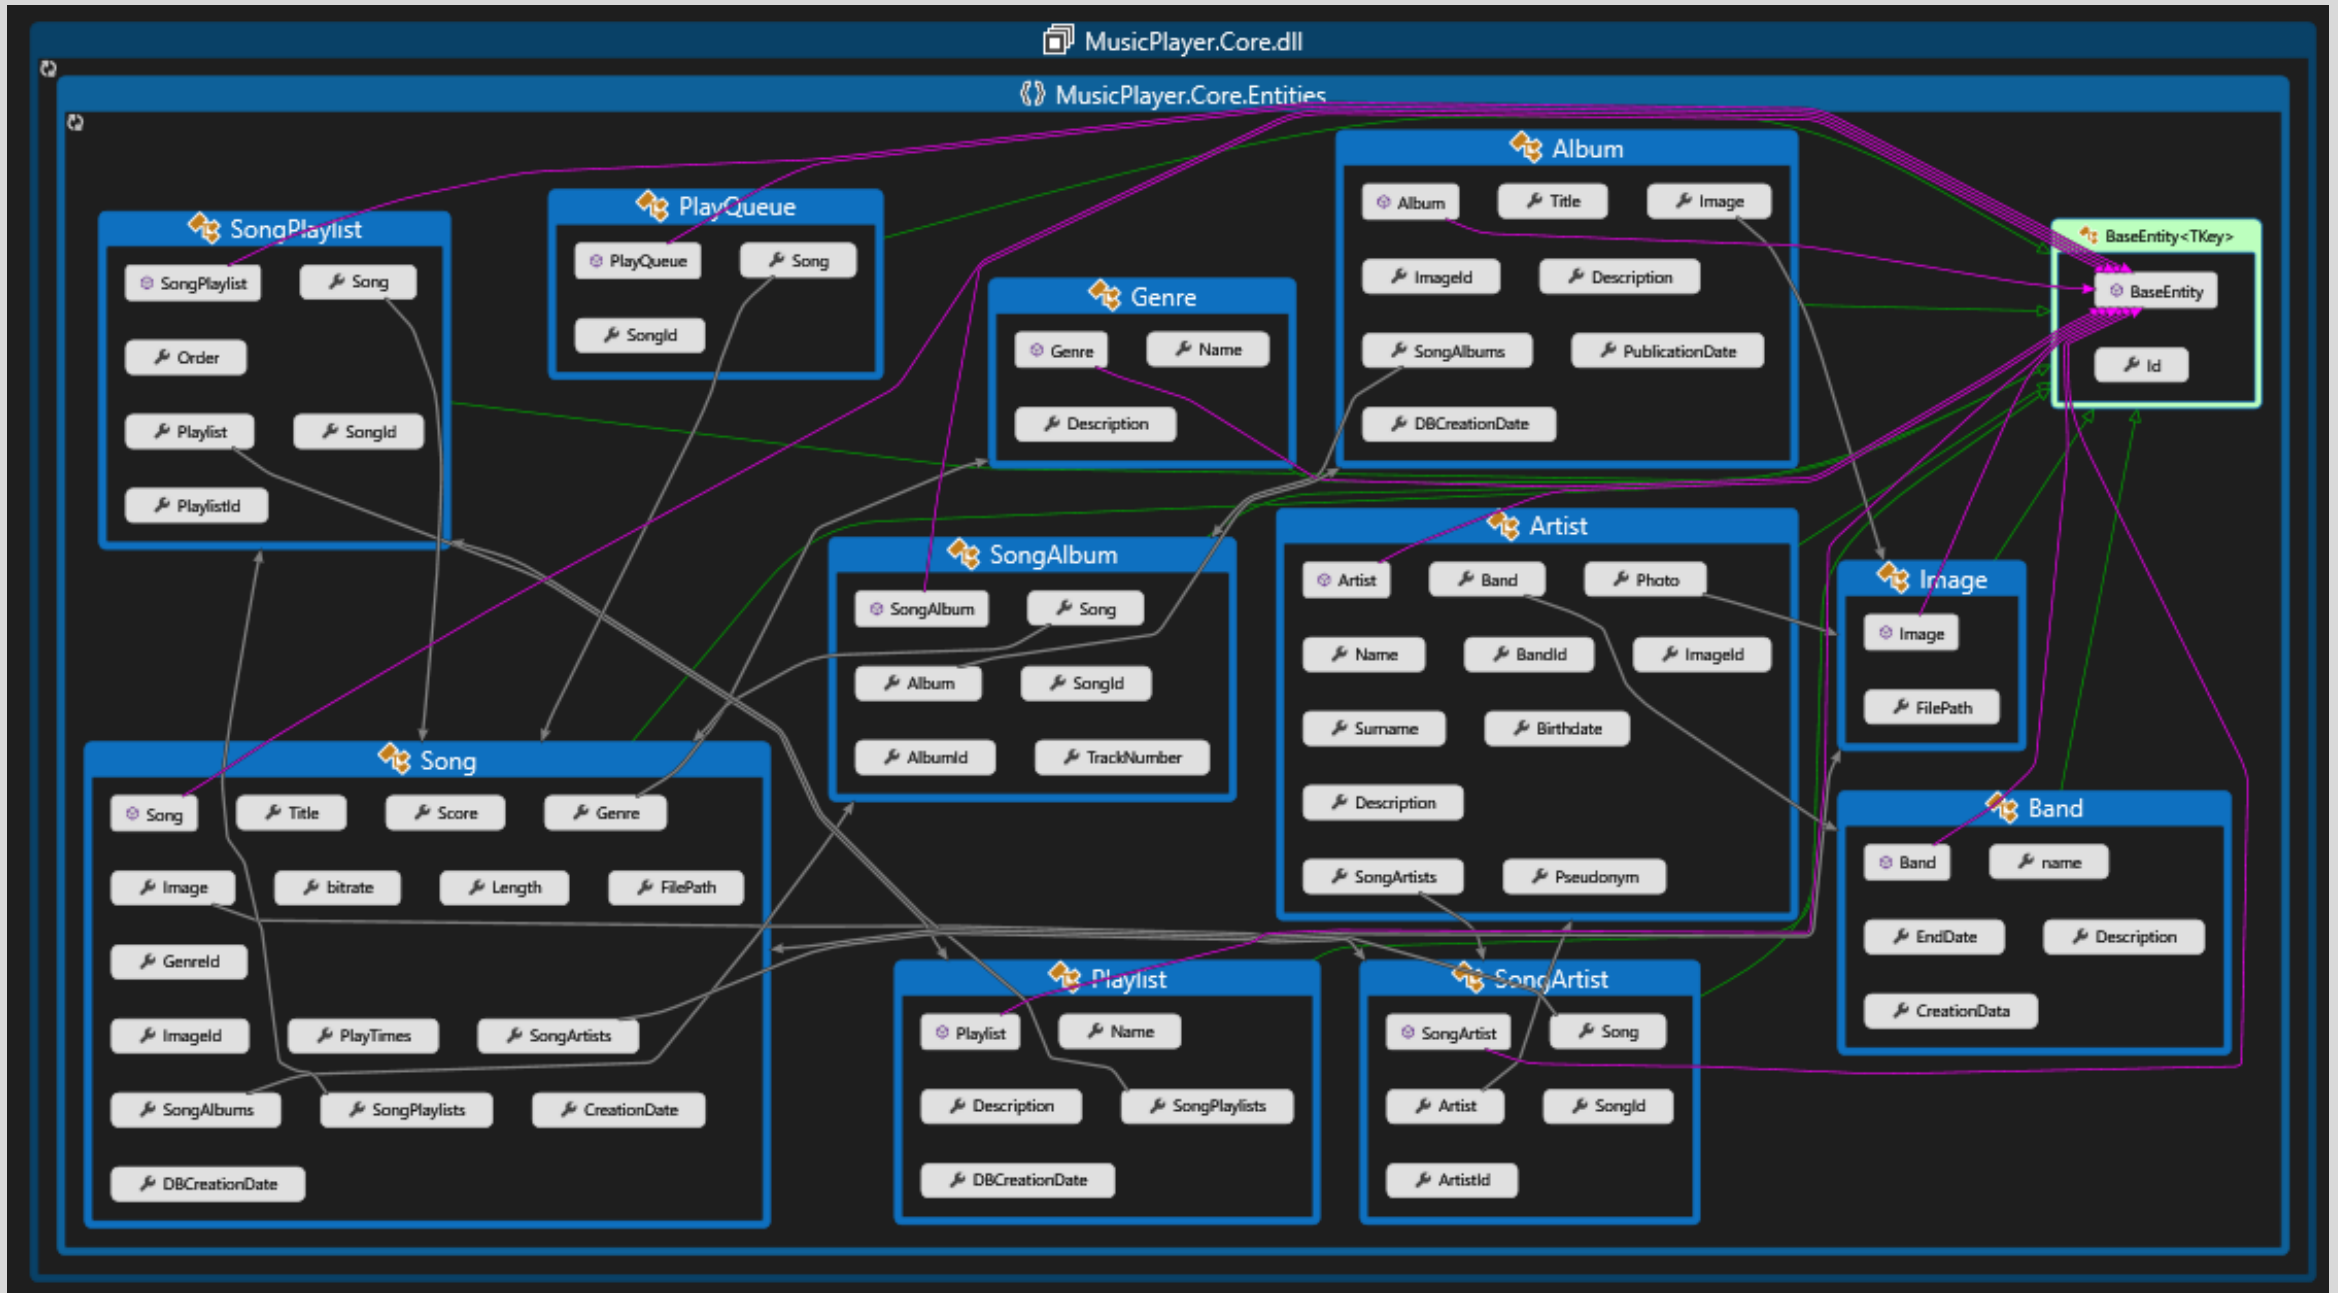 MusicPlayer.Core.dll
MusicPlayer.Core.Entities
SongPlaylist
SongPlaylist
Song
Order
Playlist
SongId
PlaylistId
PlayQueue
PlayQueue
Song
SongId
Genre
Genre
Name
Description
Album
Album
Title
Image
ImageId
Description
SongAlbums
PublicationDate
DBCreationDate
BaseEntity<TKey>
BaseEntity
Id
SongAlbum
SongAlbum
Song
Album
SongId
AlbumId
TrackNumber
Artist
Artist
Band
Photo
Name
BandId
ImageId
Surname
Birthdate
Description
SongArtists
Pseudonym
Image
Image
FilePath
Song
Song
Title
Score
Genre
Image
bitrate
Length
FilePath
GenreId
ImageId
PlayTimes
SongArtists
SongAlbums
SongPlaylists
CreationDate
DBCreationDate
Playlist
Playlist
Name
Description
SongPlaylists
DBCreationDate
SongArtist
SongArtist
Song
Artist
SongId
ArtistId
Band
Band
name
EndDate
Description
CreationData